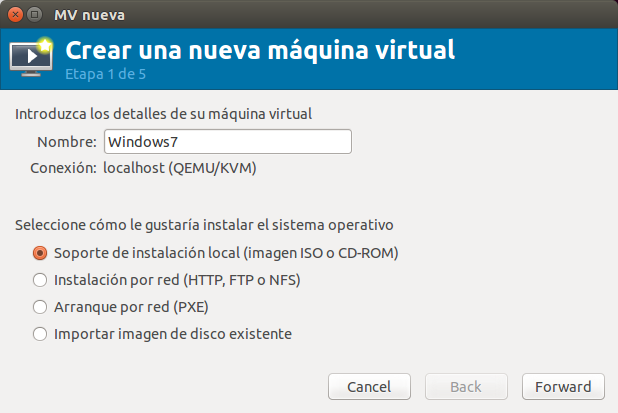 MV nueva
Crear una nueva máquina virtual
Etapa 1 de 5
Introduzca los detalles de su máquina virtual
Nombre: Windows7
Conexión: localhost (QEMU/KVM)
Seleccione cómo le gustaría instalar el sistema operativo
Soporte de instalación local (imagen ISO o CD-ROM)
Instalación por red (HTTP, FTP o NFS)
Arranque por red (PXE)
Importar imagen de disco existente
Cancel Back Forward